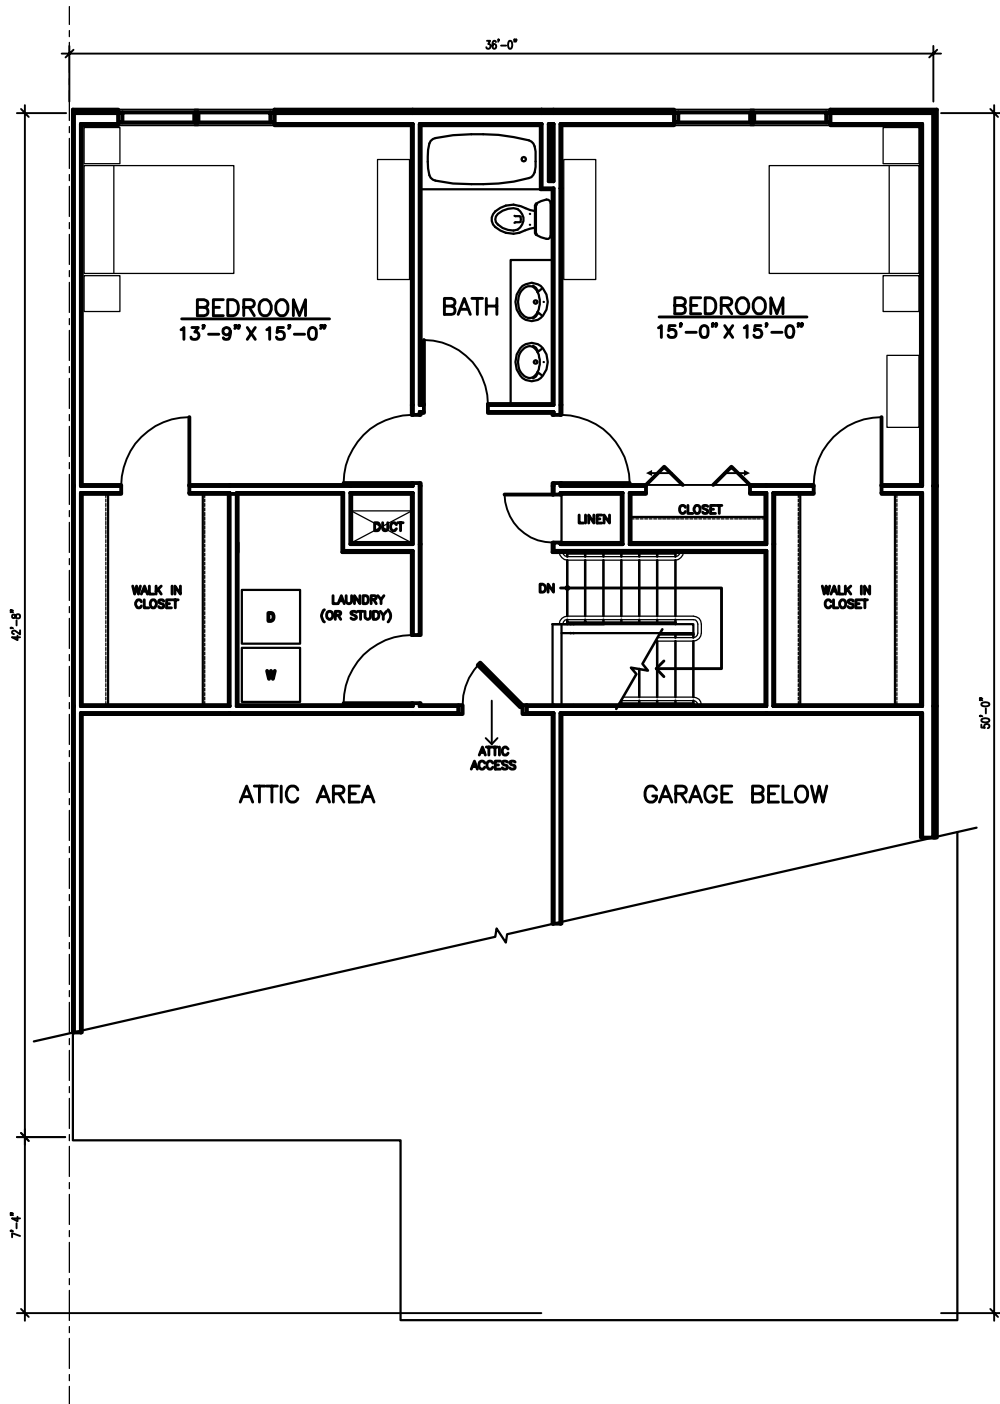 36'-0"
BEDROOM
13'-9" X 15'-0"
BATH
BEDROOM
15'-0" X 15'-0"
DUCT
LINEN
CLOSET
WALK IN
CLOSET
LAUNDRY
(OR STUDY)
D
W
DN
WALK IN
CLOSET
42'-8"
50'-0"
ATTIC
ACCESS
ATTIC AREA
GARAGE BELOW
7'-4"